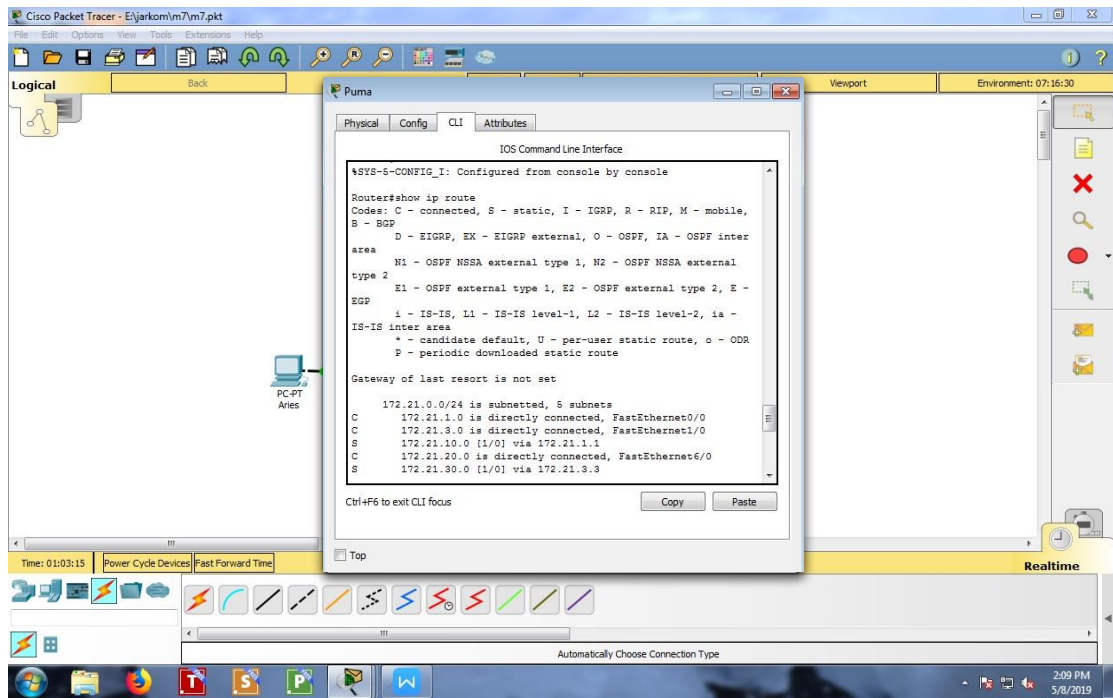 Cisco Packet Tracer - E:\jarkom\m7\m7.pkt
File Edit Options View Tools Extensions Help
Logical
Back
Viewport
Environment: 07:16:30
Puma
Physical Config CLI Attributes
IOS Command Line Interface
%SYS-5-CONFIG_I: Configured from console by console
Router#show ip route
Codes: C - connected, S - static, I - IGRP, R - RIP, M - mobile,
B - BGP
D - EIGRP, EX - EIGRP external, O - OSPF, IA - OSPF inter
area
N1 - OSPF NSSA external type 1, N2 - OSPF NSSA external
type 2
E1 - OSPF external type 1, E2 - OSPF external type 2, E -
EGP
i - IS-IS, L1 - IS-IS level-1, L2 - IS-IS level-2, ia -
IS-IS inter area
* - candidate default, U - per-user static route, o - ODR
P - periodic downloaded static route
Gateway of last resort is not set
172.21.0.0/24 is subnetted, 5 subnets
C 172.21.1.0 is directly connected, FastEthernet0/0
C 172.21.3.0 is directly connected, FastEthernet1/0
S 172.21.10.0 [1/0] via 172.21.1.1
C 172.21.20.0 is directly connected, FastEthernet6/0
S 172.21.30.0 [1/0] via 172.21.3.3
Ctrl+F6 to exit CLI focus
Copy
Paste
Top
PC-PT
Aries
Time: 01:03:15
Power Cycle Devices
Fast Forward Time
Realtime
Automatically Choose Connection Type
2:09 PM
5/8/2019